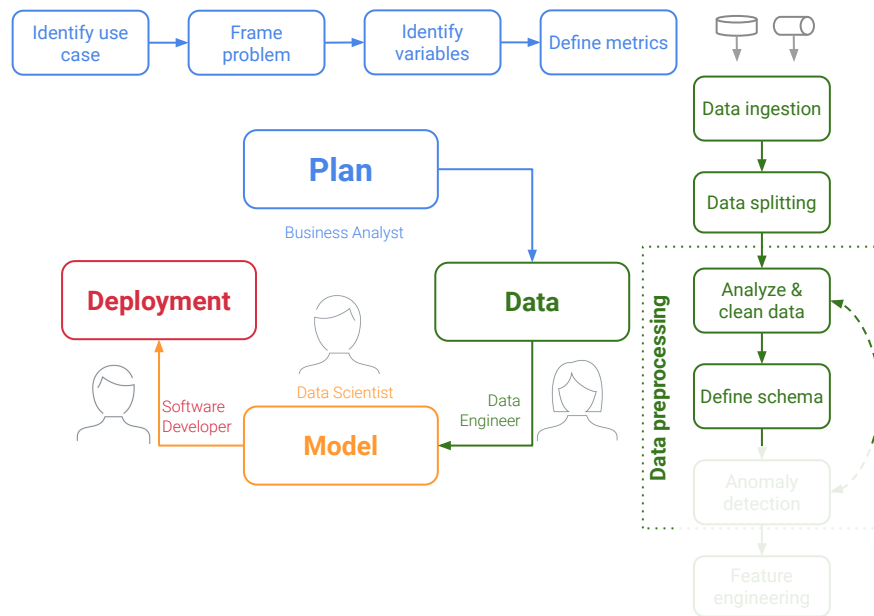 Identify use
case
Frame
problem
Identify
variables
Define metrics
Data ingestion
Plan
Data splitting
Business Analyst
Deployment
Data
Analyze &
clean data
Data preprocessing
Data Scientist
Software
Developer
Data
Engineer
Define schema
Model
Anomaly
detection
Feature
engineering